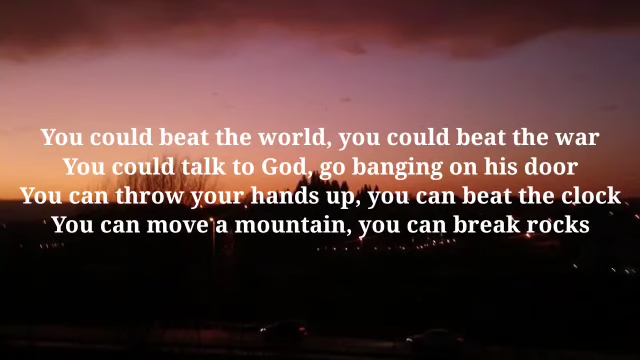 You could beat the world, you could beat the war
You could talk to God, go banging on his door
You can throw your hands up, you can beat the clock
You can move a mountain, you can break rocks